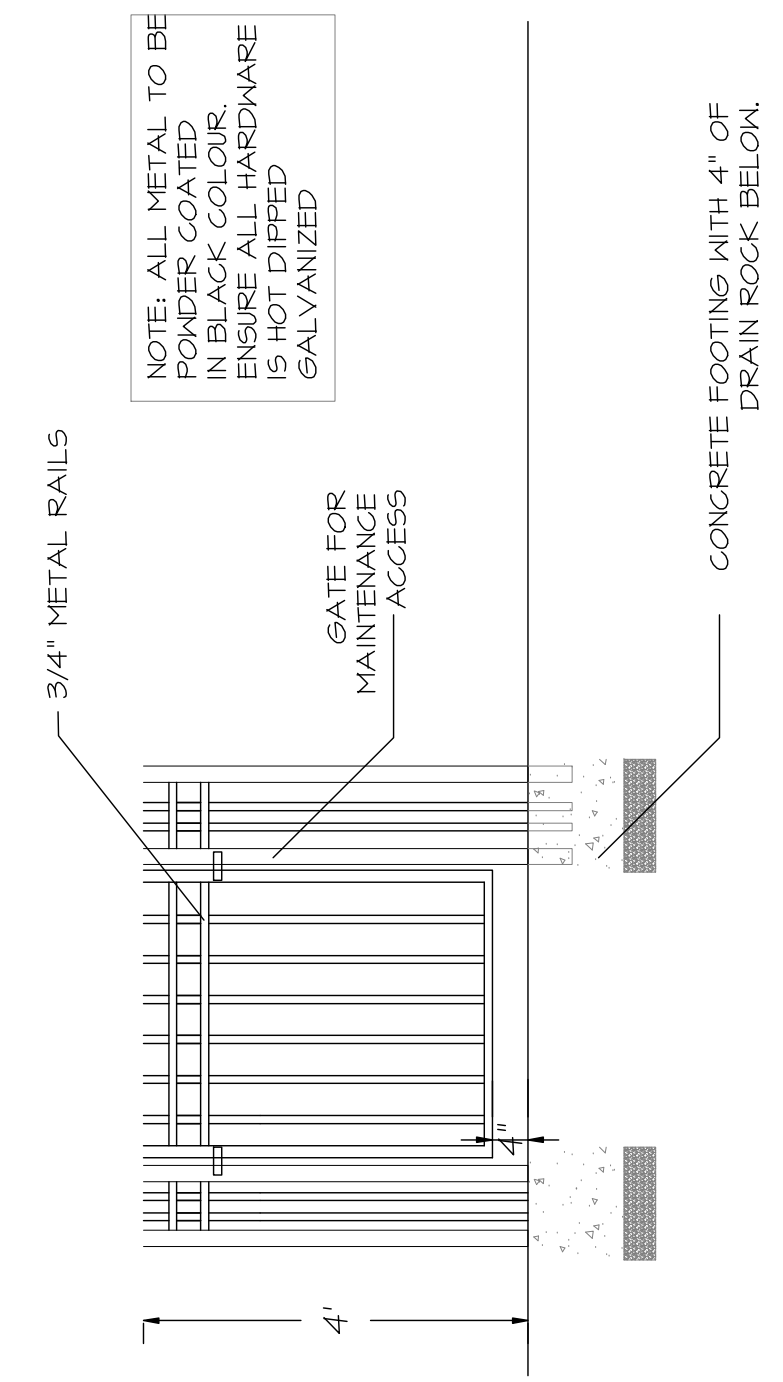 3/4" METAL RAILS
NOTE: ALL METAL TO BE
POWDER COATED
IN BLACK COLOUR.
ENSURE ALL HARDWARE
IS HOT DIPPED
GALVANIZED
GATE FOR
MAINTENANCE
ACCESS
4'
4"
CONCRETE FOOTING WITH 4" OF
DRAIN ROCK BELOW.